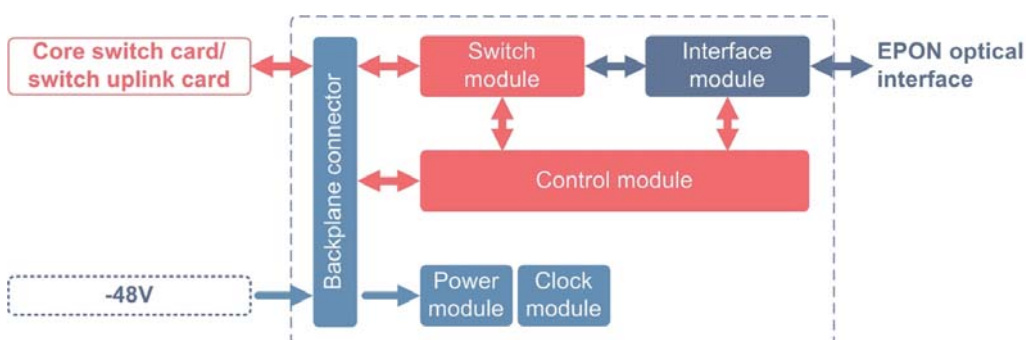 Core switch card/
switch uplink card
Backplane connector
Switch
module
Interface
module
EPON optical
interface
Control module
-48V
Power
module
Clock
module